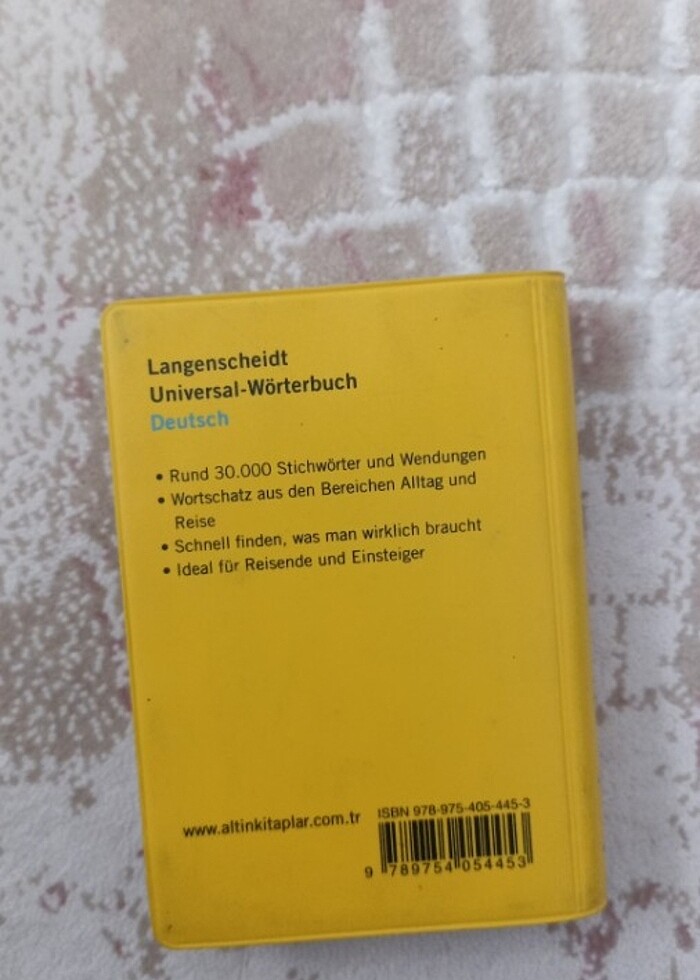 Langenscheidt
Universal-Wörterbuch
Deutsch
• Rund 30.000 Stichwörter und Wendungen
• Wortschatz aus den Bereichen Alltag und
Reise
• Schnell finden, was man wirklich braucht
• Ideal für Reisende und Einsteiger
www.altinkitaplar.com.tr
ISBN 978-975-405-445-3
9 789754 054453